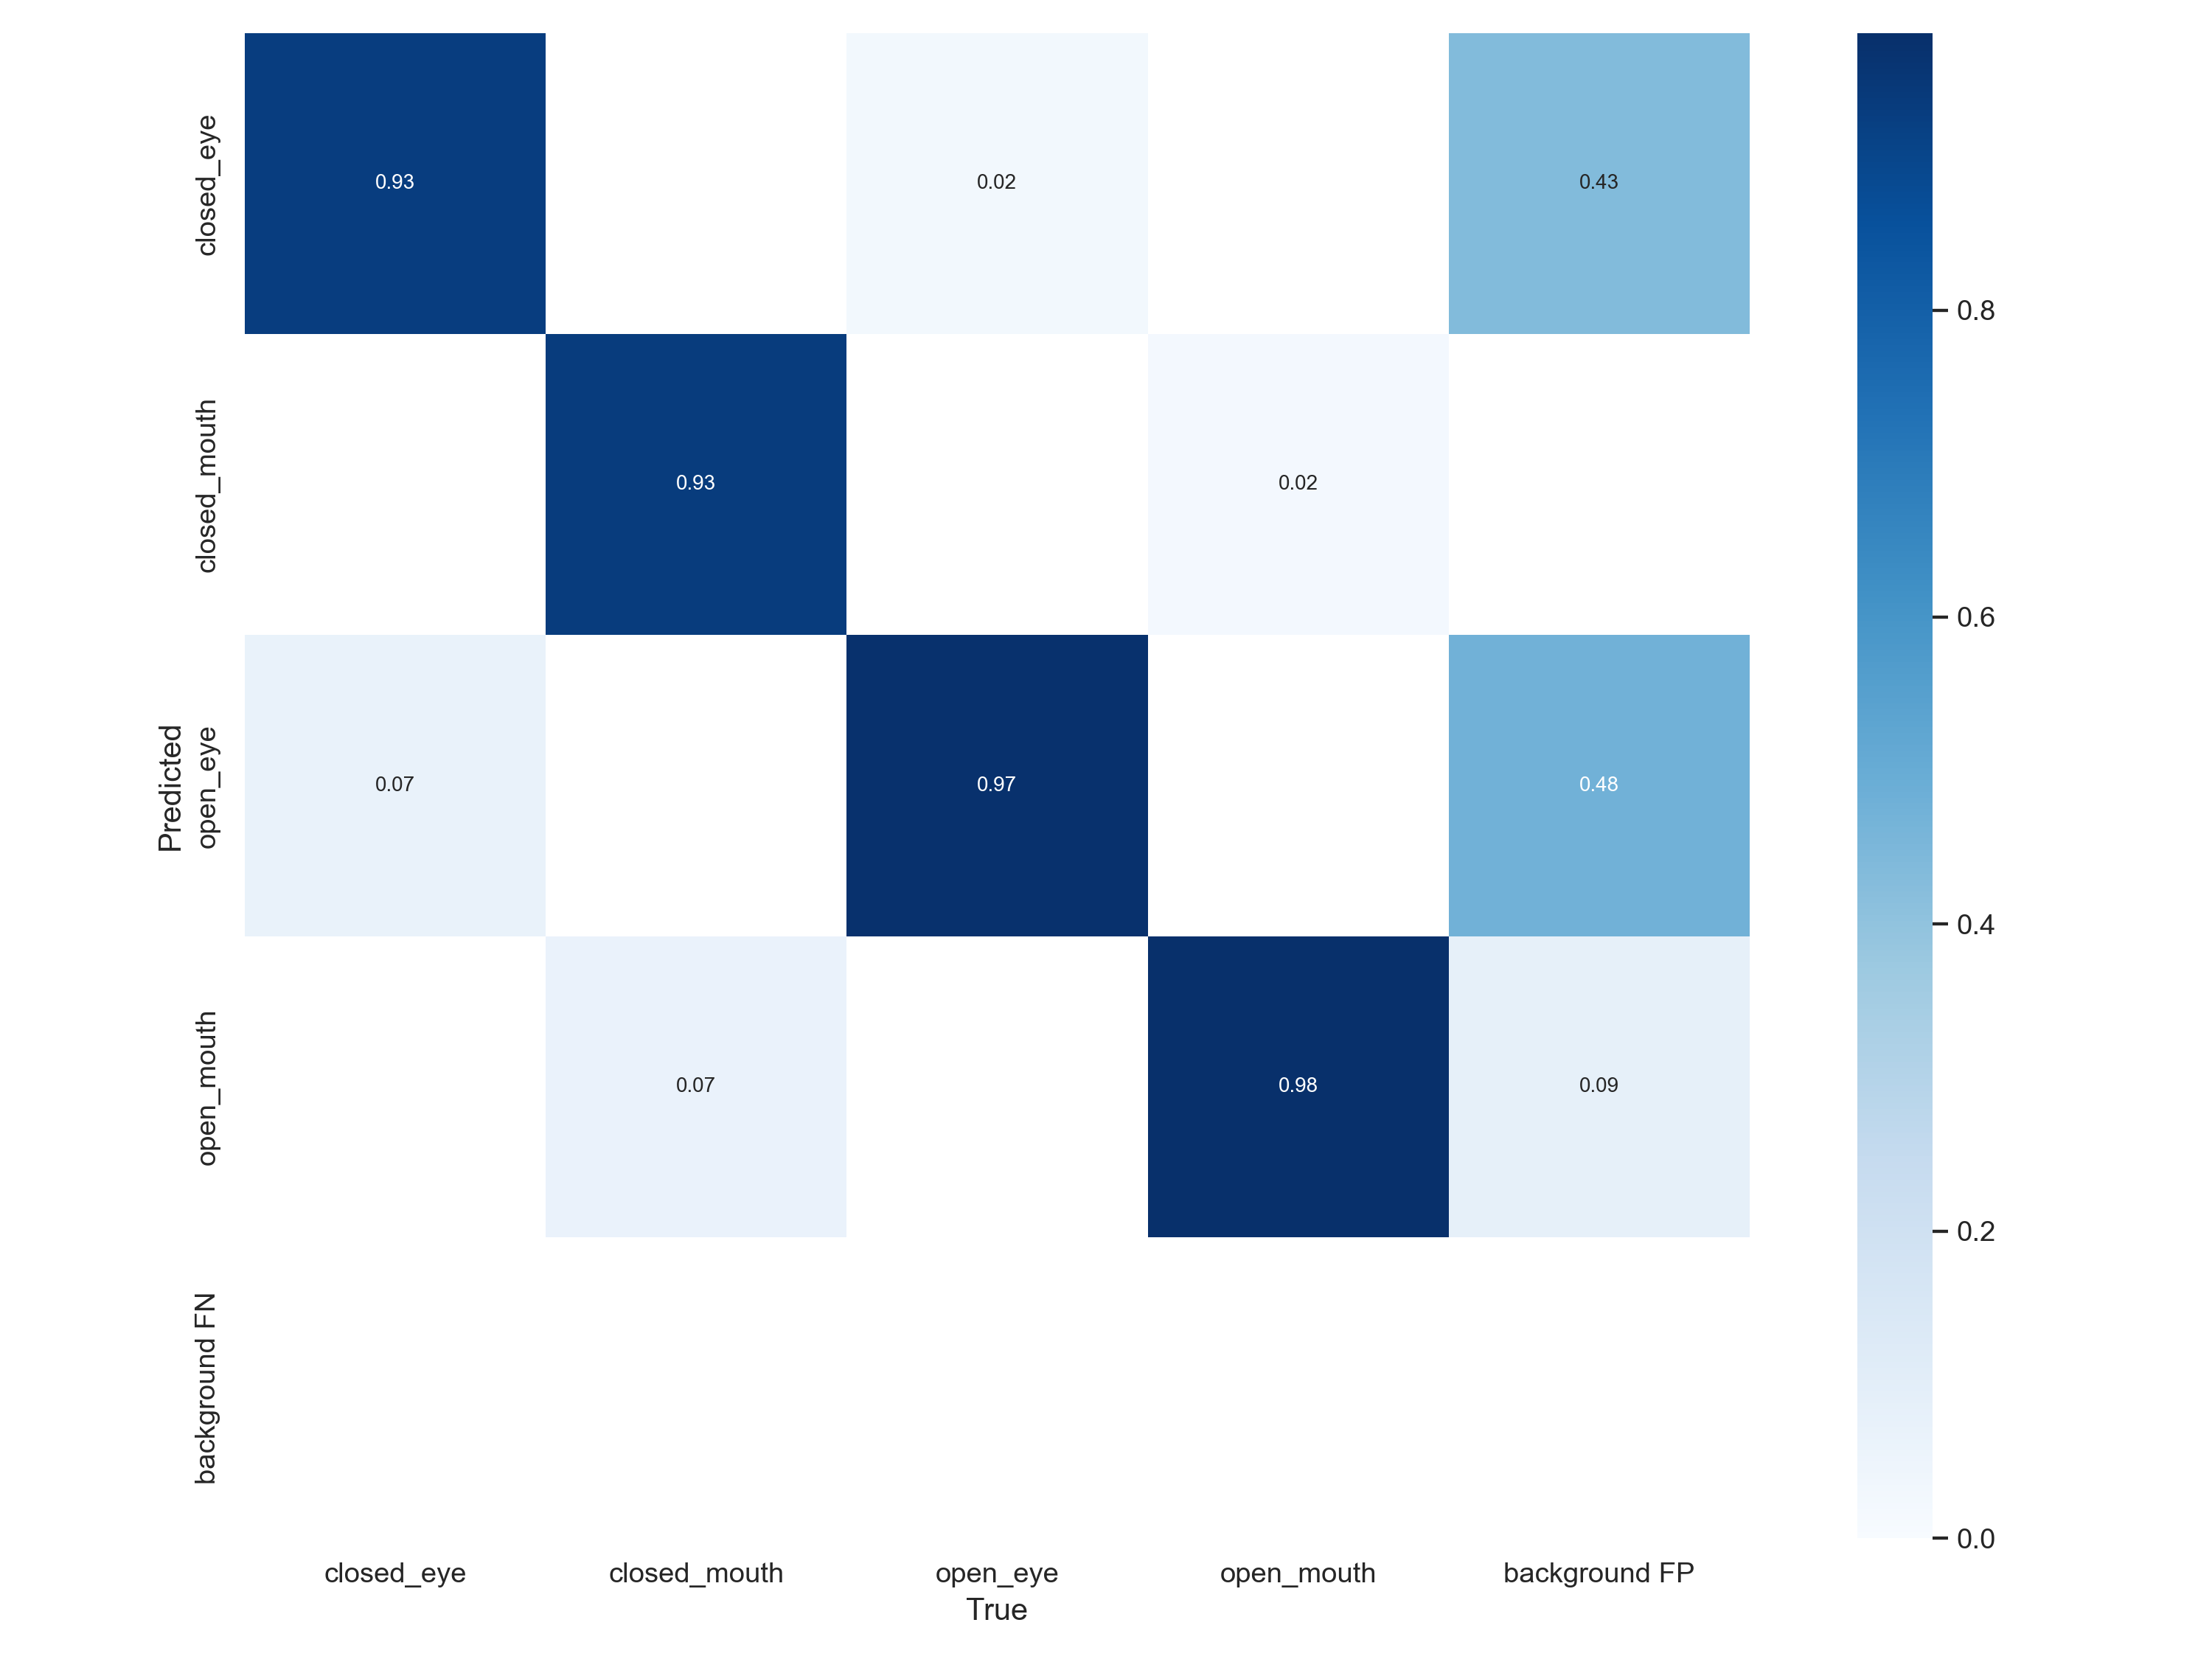 closed_eye
0.93
0.02
0.43
closed_mouth
0.93
0.02
Predicted
open_eye
0.07
0.97
0.48
open_mouth
0.07
0.98
0.09
background FN
closed_eye
closed_mouth
open_eye
open_mouth
background FP
True
0.8
0.6
0.4
0.2
0.0